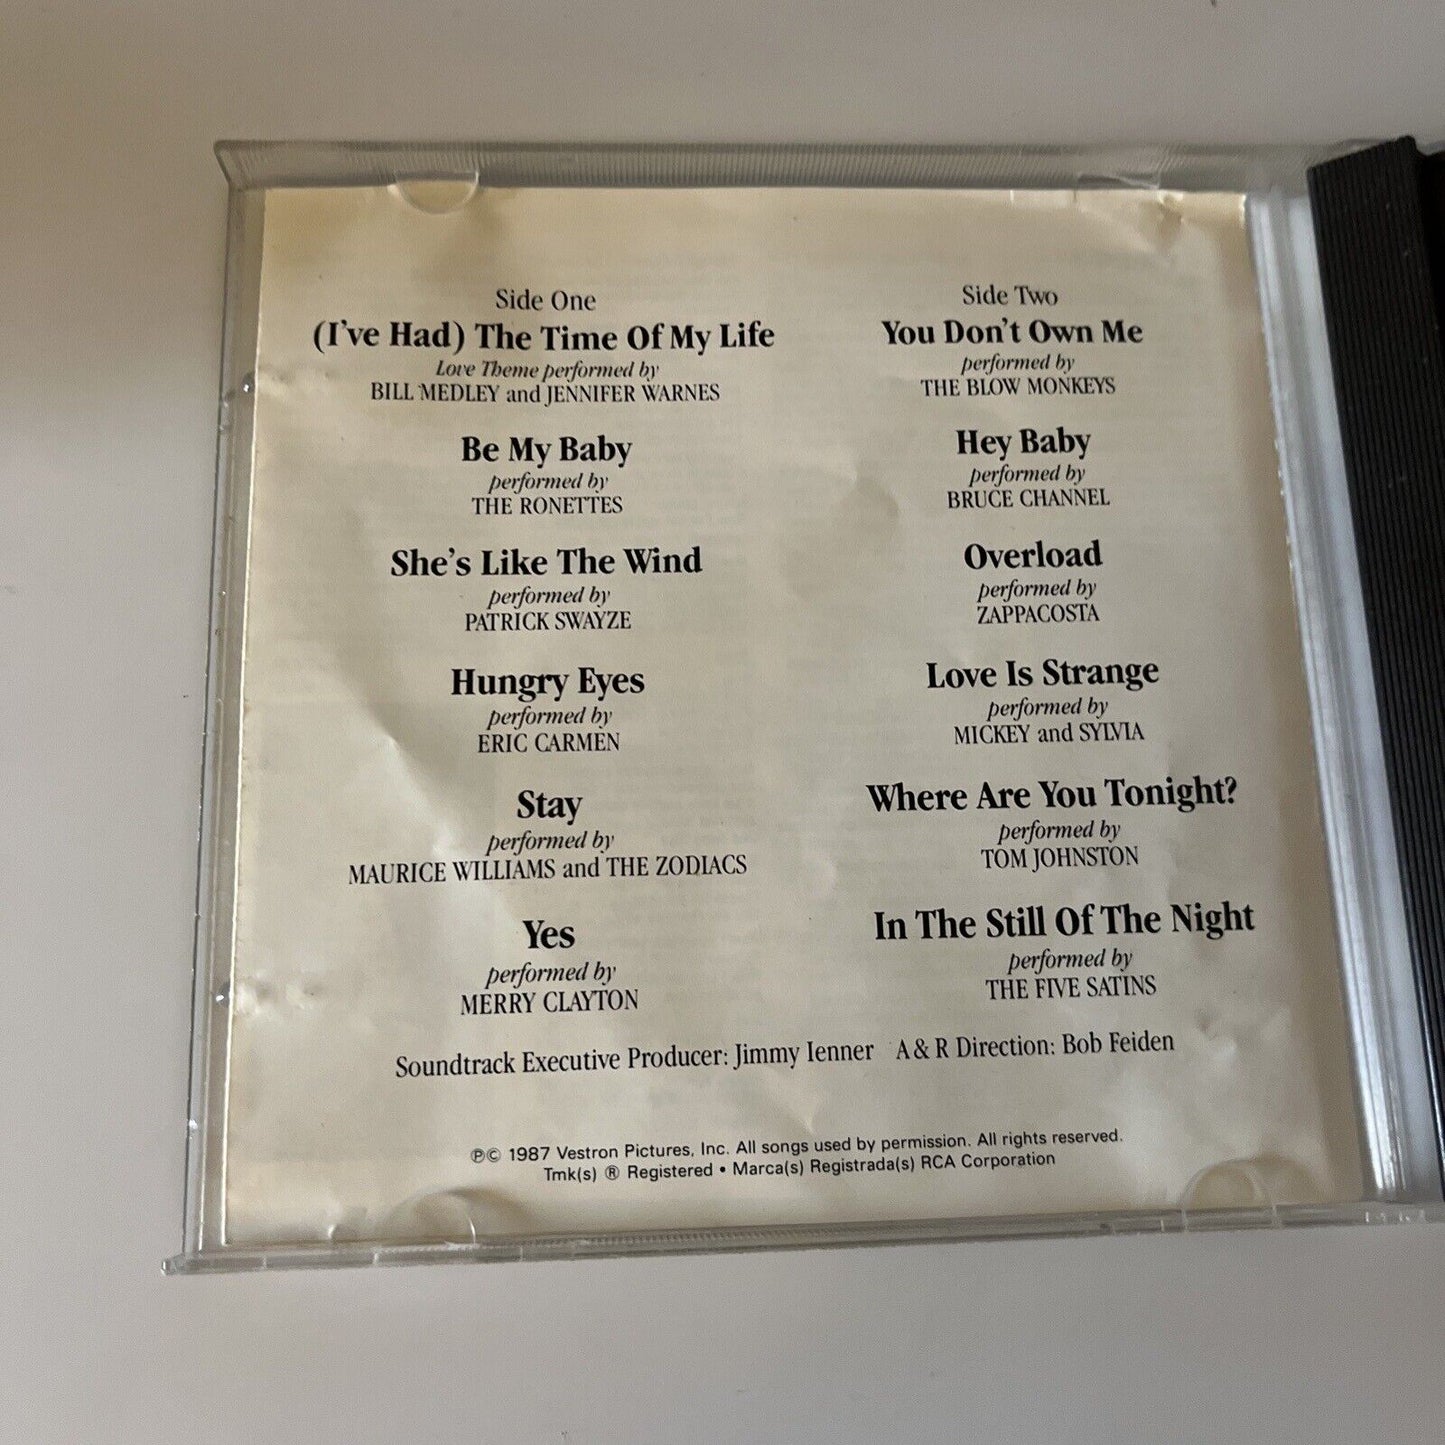 Side One
(I've Had) The Time Of My Life
Love Theme performed by
BILL MEDLEY and JENNIFER WARNES
Be My Baby
performed by
THE RONETTES
She's Like The Wind
performed by
PATRICK SWAYZE
Hungry Eyes
performed by
ERIC CARMEN
Stay
performed by
MAURICE WILLIAMS and THE ZODIACS
Yes
performed by
MERRY CLAYTON
Side Two
You Don't Own Me
performed by
THE BLOW MONKEYS
Hey Baby
performed by
BRUCE CHANNEL
Overload
performed by
ZAPPACOSTA
Love Is Strange
performed by
MICKEY and SYLVIA
Where Are You Tonight?
performed by
TOM JOHNSTON
In The Still Of The Night
performed by
THE FIVE SATINS
Soundtrack Executive Producer: Jimmy Ienner A & R Direction: Bob Feiden
℗© 1987 Vestron Pictures, Inc. All songs used by permission. All rights reserved.
Tmk(s) ® Registered • Marca(s) Registrada(s) RCA Corporation